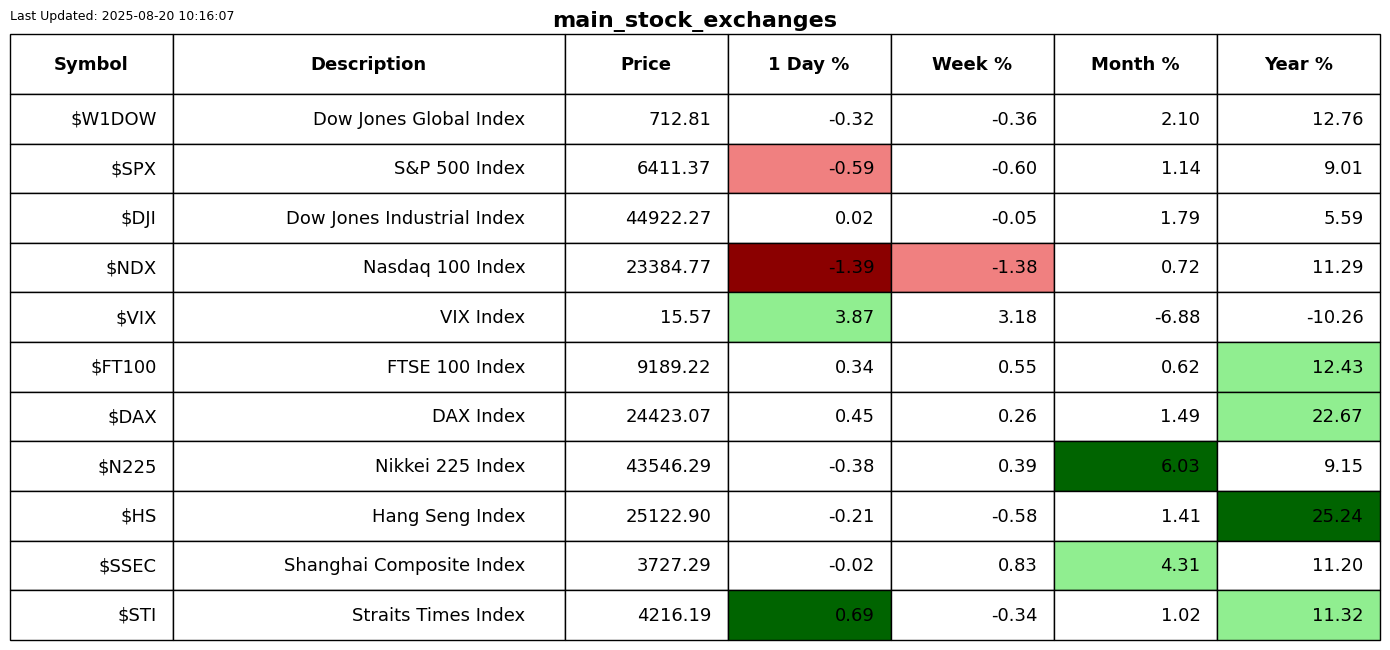 Last Updated: 2025-08-20 10:16:07
main_stock_exchanges
Symbol Description Price 1 Day % Week % Month % Year %
$W1DOW Dow Jones Global Index 712.81 -0.32 -0.36 2.10 12.76
$SPX S&P 500 Index 6411.37 -0.59 -0.60 1.14 9.01
$DJI Dow Jones Industrial Index 44922.27 0.02 -0.05 1.79 5.59
$NDX Nasdaq 100 Index 23384.77 -1.39 -1.38 0.72 11.29
$VIX VIX Index 15.57 3.87 3.18 -6.88 -10.26
$FT100 FTSE 100 Index 9189.22 0.34 0.55 0.62 12.43
$DAX DAX Index 24423.07 0.45 0.26 1.49 22.67
$N225 Nikkei 225 Index 43546.29 -0.38 0.39 6.03 9.15
$HS Hang Seng Index 25122.90 -0.21 -0.58 1.41 25.24
$SSEC Shanghai Composite Index 3727.29 -0.02 0.83 4.31 11.20
$STI Straits Times Index 4216.19 0.69 -0.34 1.02 11.32